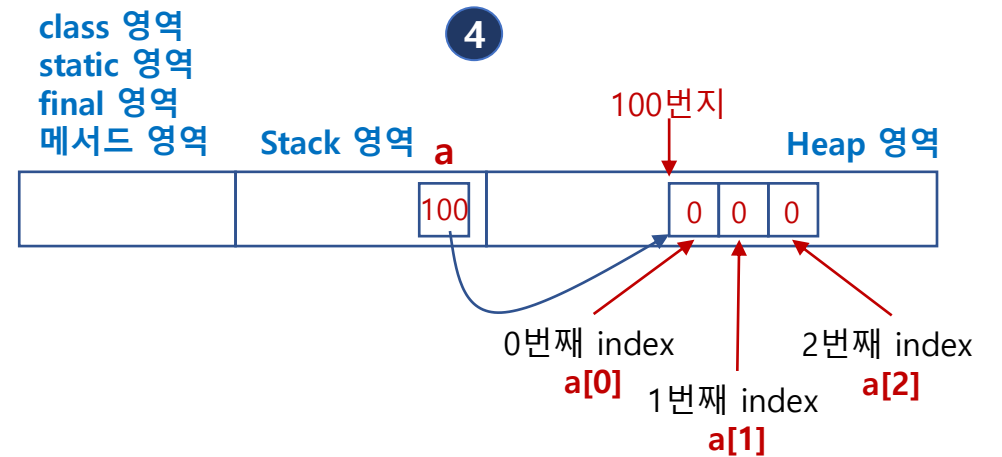 class 영역
static 영역
final 영역
메서드 영역
4
Stack 영역
a
100번지
Heap 영역
100
0
0
0
0번째 index
a[0]
1번째 index
a[1]
2번째 index
a[2]